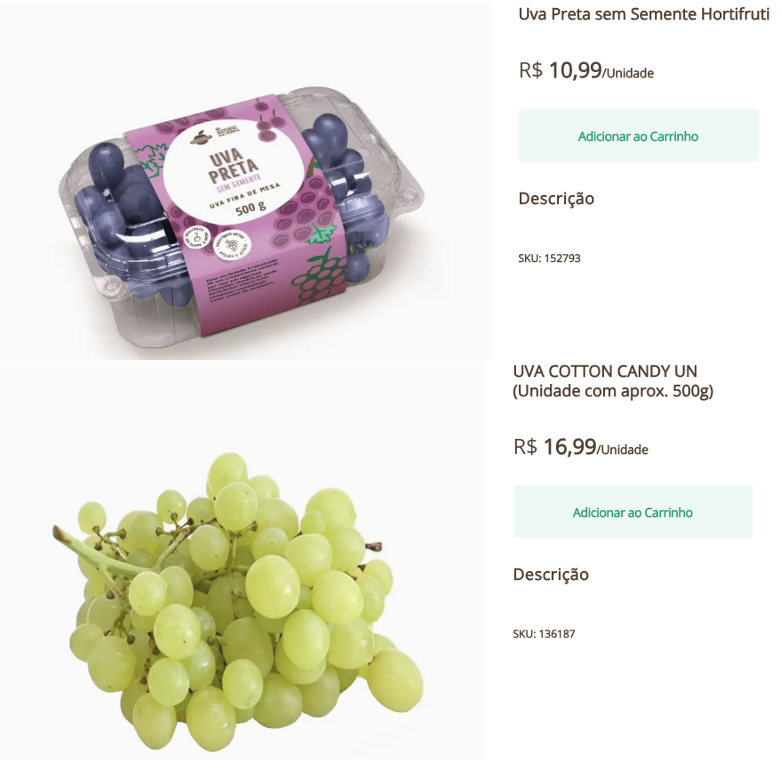 Uva Preta sem Semente Hortifruti
R$ 10,99/Unidade
Adicionar ao Carrinho
Descrição
SKU: 152793
UVA
PRETA
SEM SEMENTE
UVA FINA DE MESA
500 g
UVA COTTON CANDY UN
(Unidade com aprox. 500g)
R$ 16,99/Unidade
Adicionar ao Carrinho
Descrição
SKU: 136187